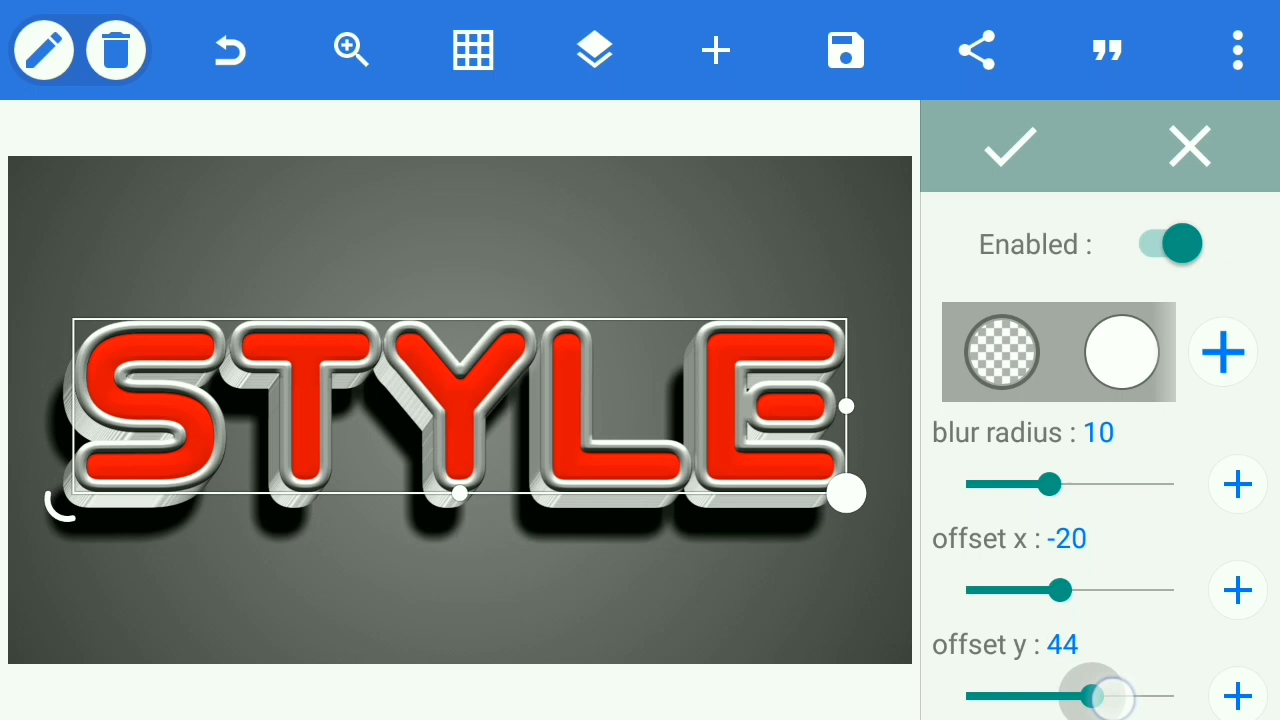 Enabled :
STYLE
blur radius : 10
offset x : -20
offset y : 44